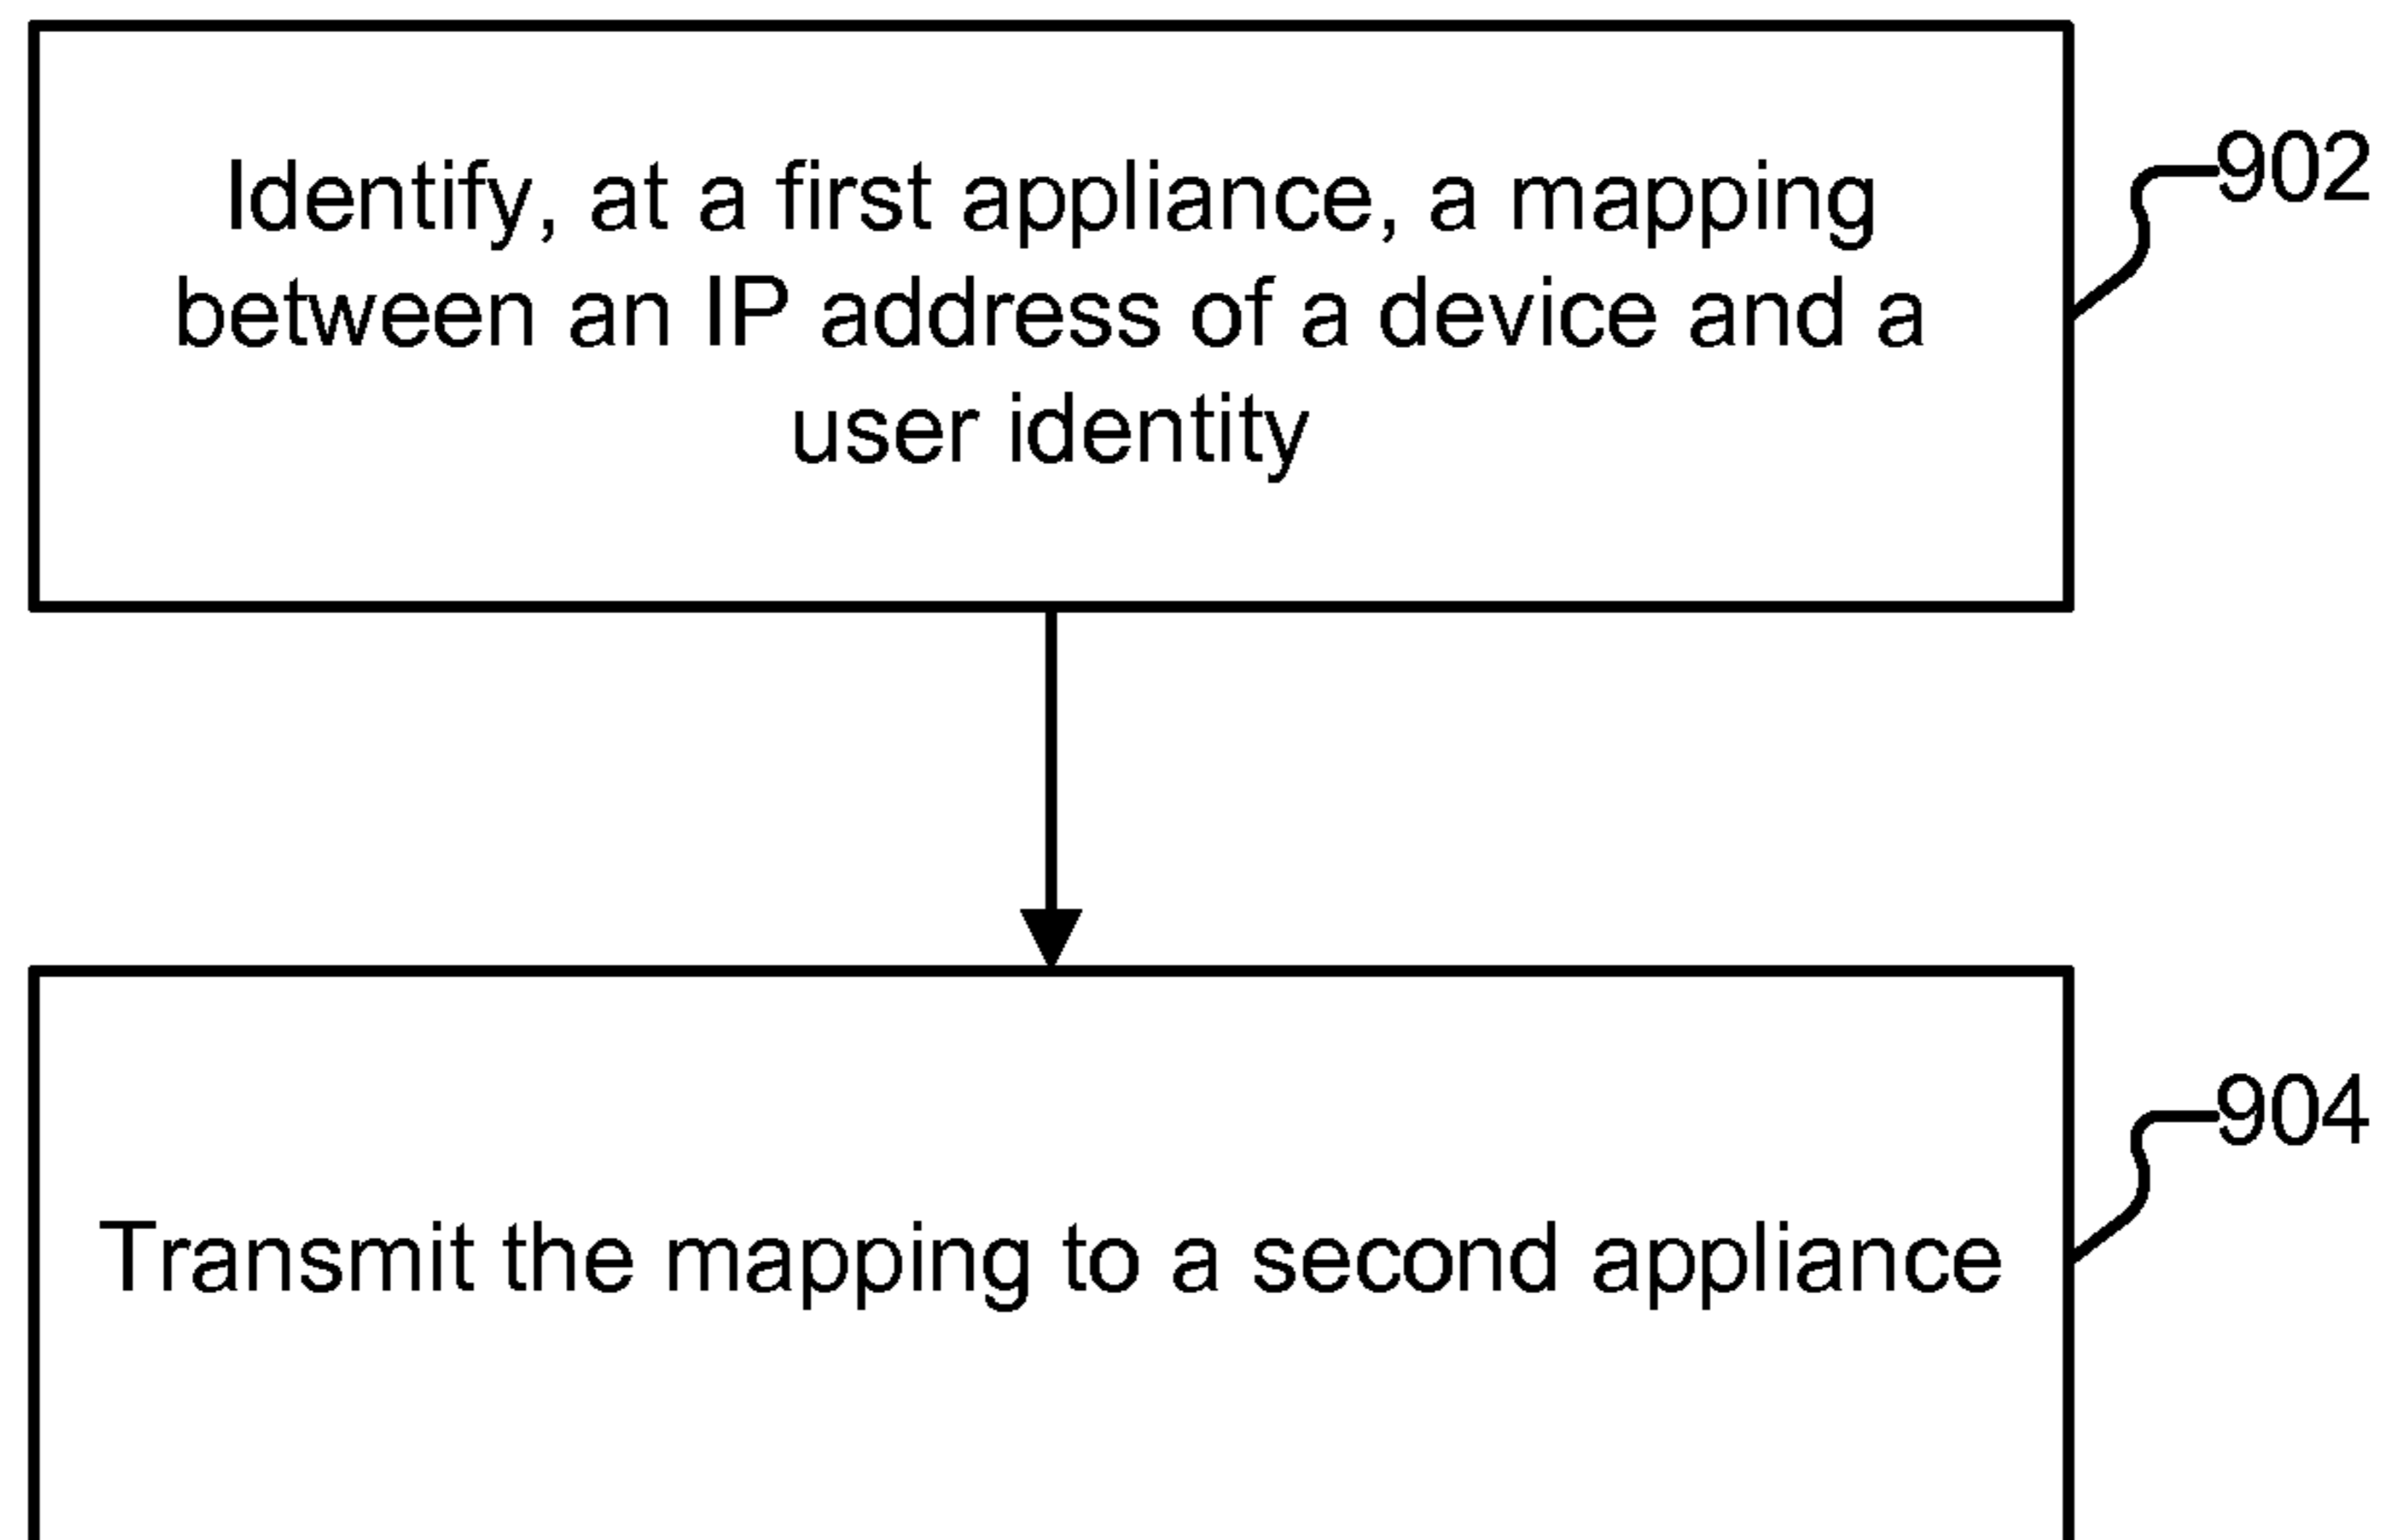 Identify, at a first appliance, a mapping
between an IP address of a device and a
user identity
902
Transmit the mapping to a second appliance
904